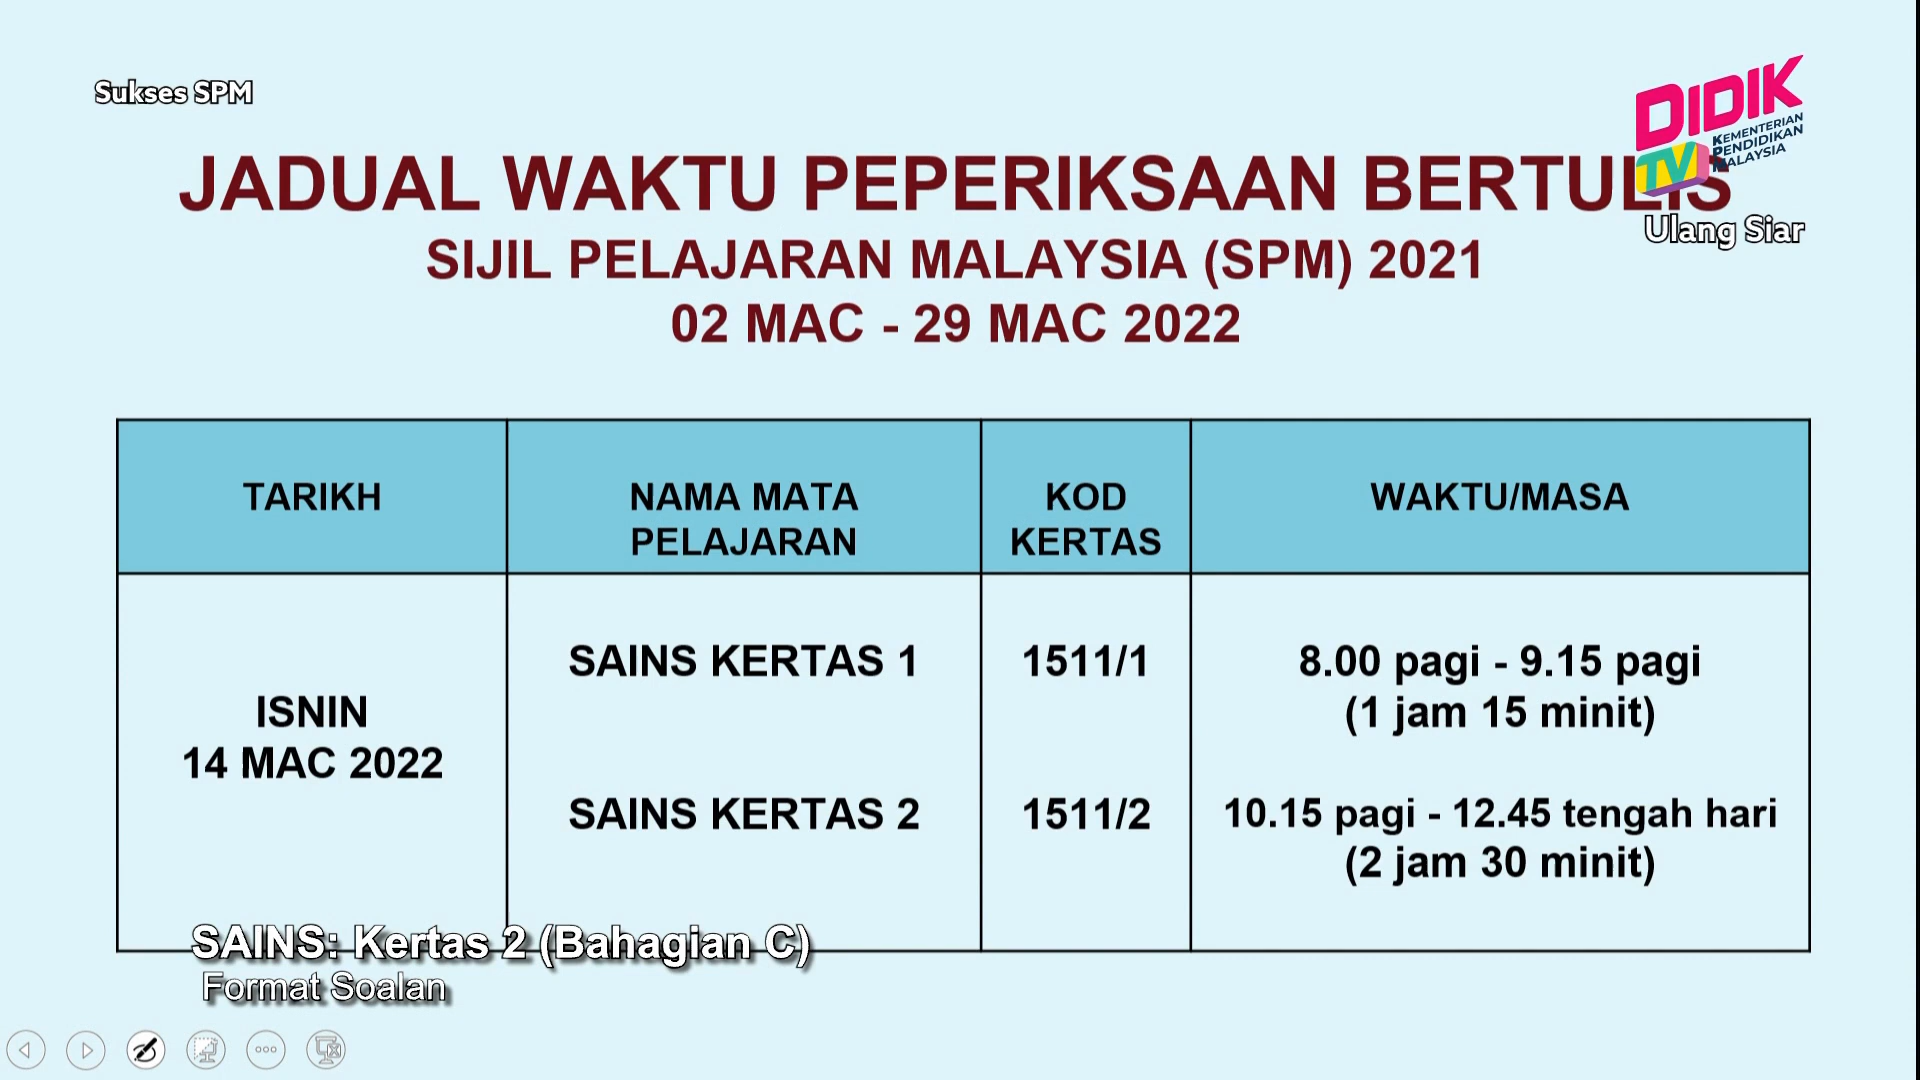 Sukses SPM
DIDIK
TV
KEMENTERIAN
PENDIDIKAN
MALAYSIA
Ulang Siar
JADUAL WAKTU PEPERIKSAAN BERTULIS
SIJIL PELAJARAN MALAYSIA (SPM) 2021
02 MAC - 29 MAC 2022
TARIKH
NAMA MATA
PELAJARAN
KOD
KERTAS
WAKTU/MASA
ISNIN
14 MAC 2022
SAINS KERTAS 1
1511/1
8.00 pagi - 9.15 pagi
(1 jam 15 minit)
SAINS KERTAS 2
1511/2
10.15 pagi - 12.45 tengah hari
(2 jam 30 minit)
SAINS: Kertas 2 (Bahagian C)
Format Soalan